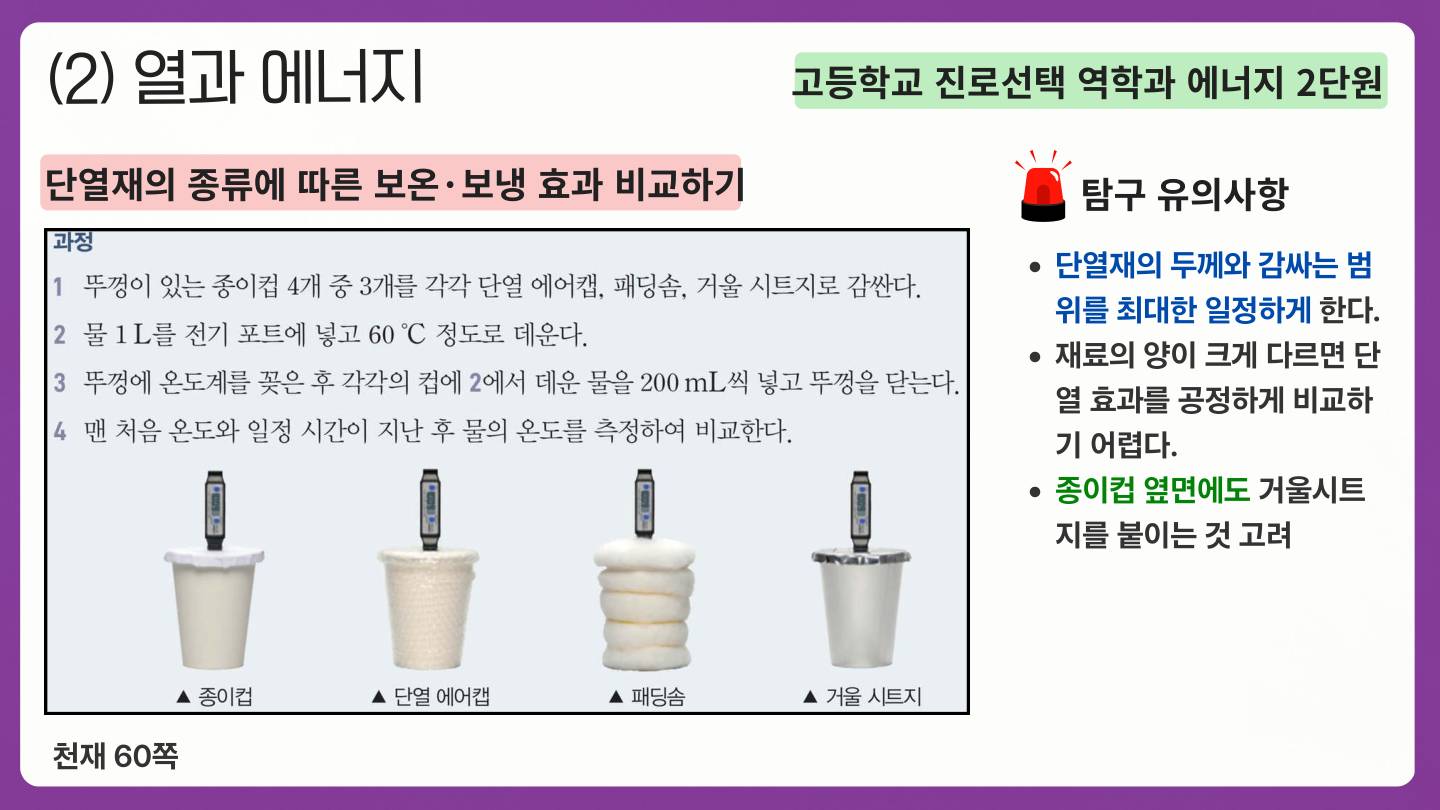 (2) 열과 에너지
고등학교 진로선택 역학과 에너지 2단원
단열재의 종류에 따른 보온·보냉 효과 비교하기
과정
1 뚜껑이 있는 종이컵 4개 중 3개를 각각 단열 에어캡, 패딩솜, 거울 시트지로 감싼다.
2 물 1 L를 전기 포트에 넣고 60 ℃ 정도로 데운다.
3 뚜껑에 온도계를 꽂은 후 각각의 컵에 2에서 데운 물을 200 mL씩 넣고 뚜껑을 닫는다.
4 맨 처음 온도와 일정 시간이 지난 후 물의 온도를 측정하여 비교한다.
▲ 종이컵
▲ 단열 에어캡
▲ 패딩솜
▲ 거울 시트지
천재 60쪽
탐구 유의사항
• 단열재의 두께와 감싸는 범
위를 최대한 일정하게 한다.
• 재료의 양이 크게 다르면 단
열 효과를 공정하게 비교하
기 어렵다.
• 종이컵 옆면에도 거울시트
지를 붙이는 것 고려